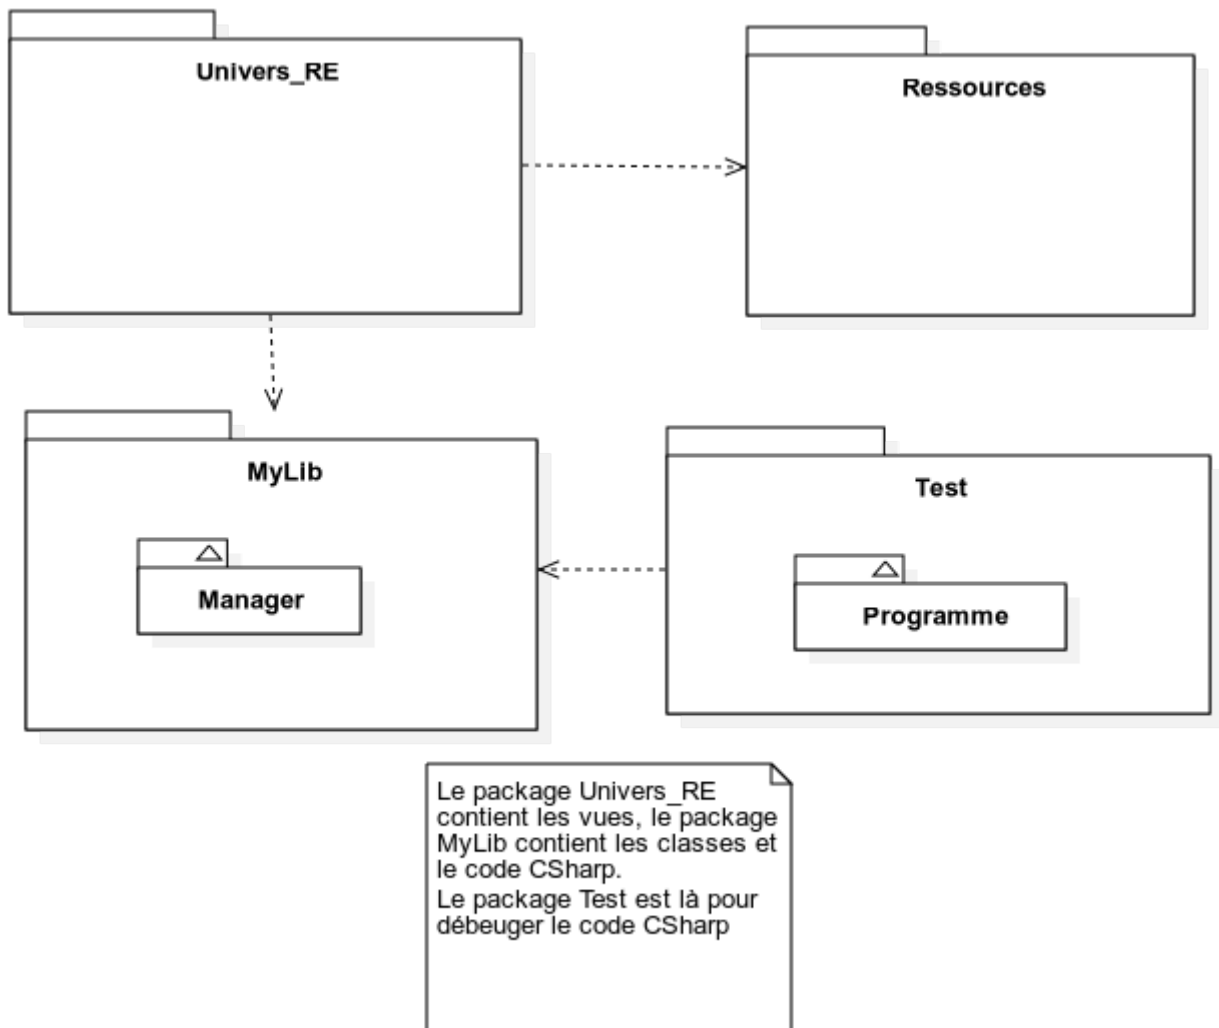 Univers_RE
Ressources
MyLib
Test
Manager
Programme
Le package Univers_RE
contient les vues, le package
MyLib contient les classes et
le code CSharp.
Le package Test est là pour
débeuger le code CSharp